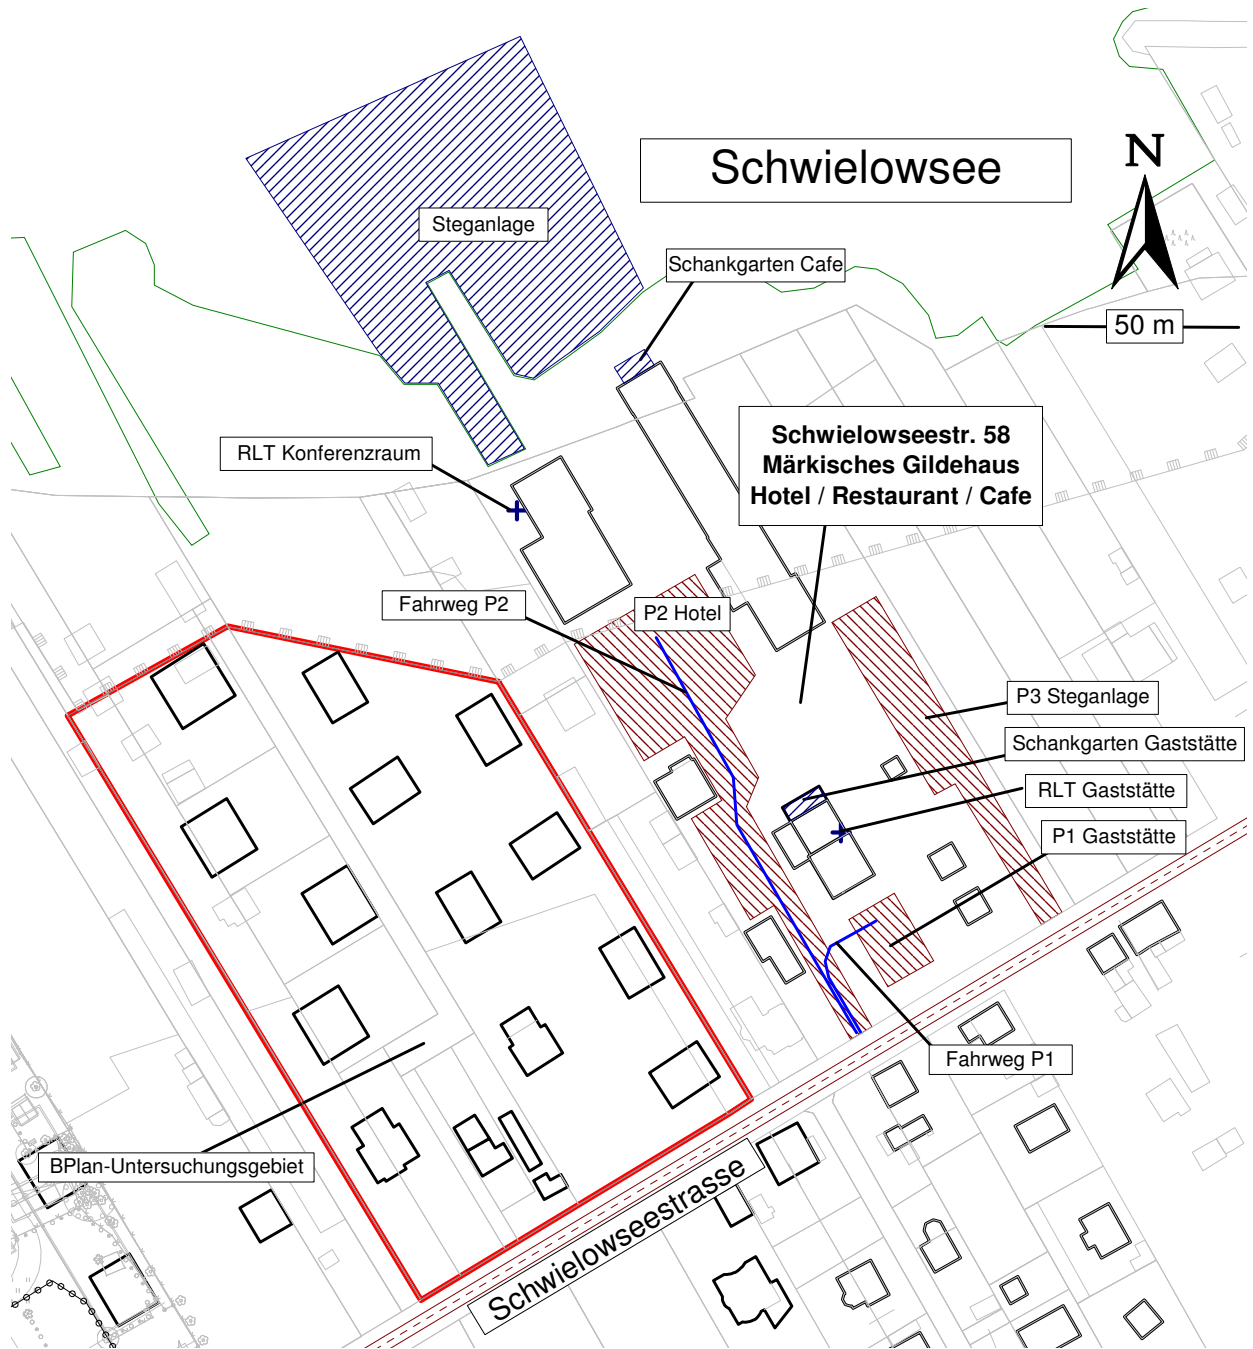 Schwielowsee
N
Steganlage
Schankgarten Cafe
50 m
RLT Konferenzraum
Schwielowseestr. 58
Märkisches Gildehaus
Hotel / Restaurant / Cafe
Fahrweg P2
P2 Hotel
P3 Steganlage
Schankgarten Gaststätte
RLT Gaststätte
P1 Gaststätte
Fahrweg P1
BPlan-Untersuchungsgebiet
Schwielowseestrasse